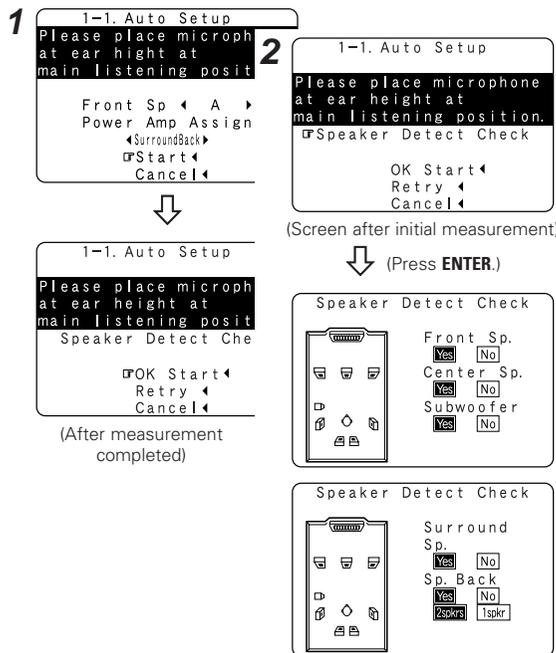 1
1-1. Auto Setup
Please place microph
at ear hight at
main listening posit
Front Sp A
Power Amp Assign
SurroundBack
Start
Cancel
1-1. Auto Setup
Please place microph
at ear height at
main listening posit
Speaker Detect Che
OK Start
Retry
Cancel
(After measurement
completed)
2
1-1. Auto Setup
Please place microphone
at ear height at
main listening position.
Speaker Detect Check
OK Start
Retry
Cancel
(Screen after initial measurement)
(Press ENTER.)
Speaker Detect Check
Front Sp.
Yes No
Center Sp.
Yes No
Subwoofer
Yes No
Speaker Detect Check
Surround
Sp.
Yes No
Sp. Back
Yes No
2spkrs 1spkr